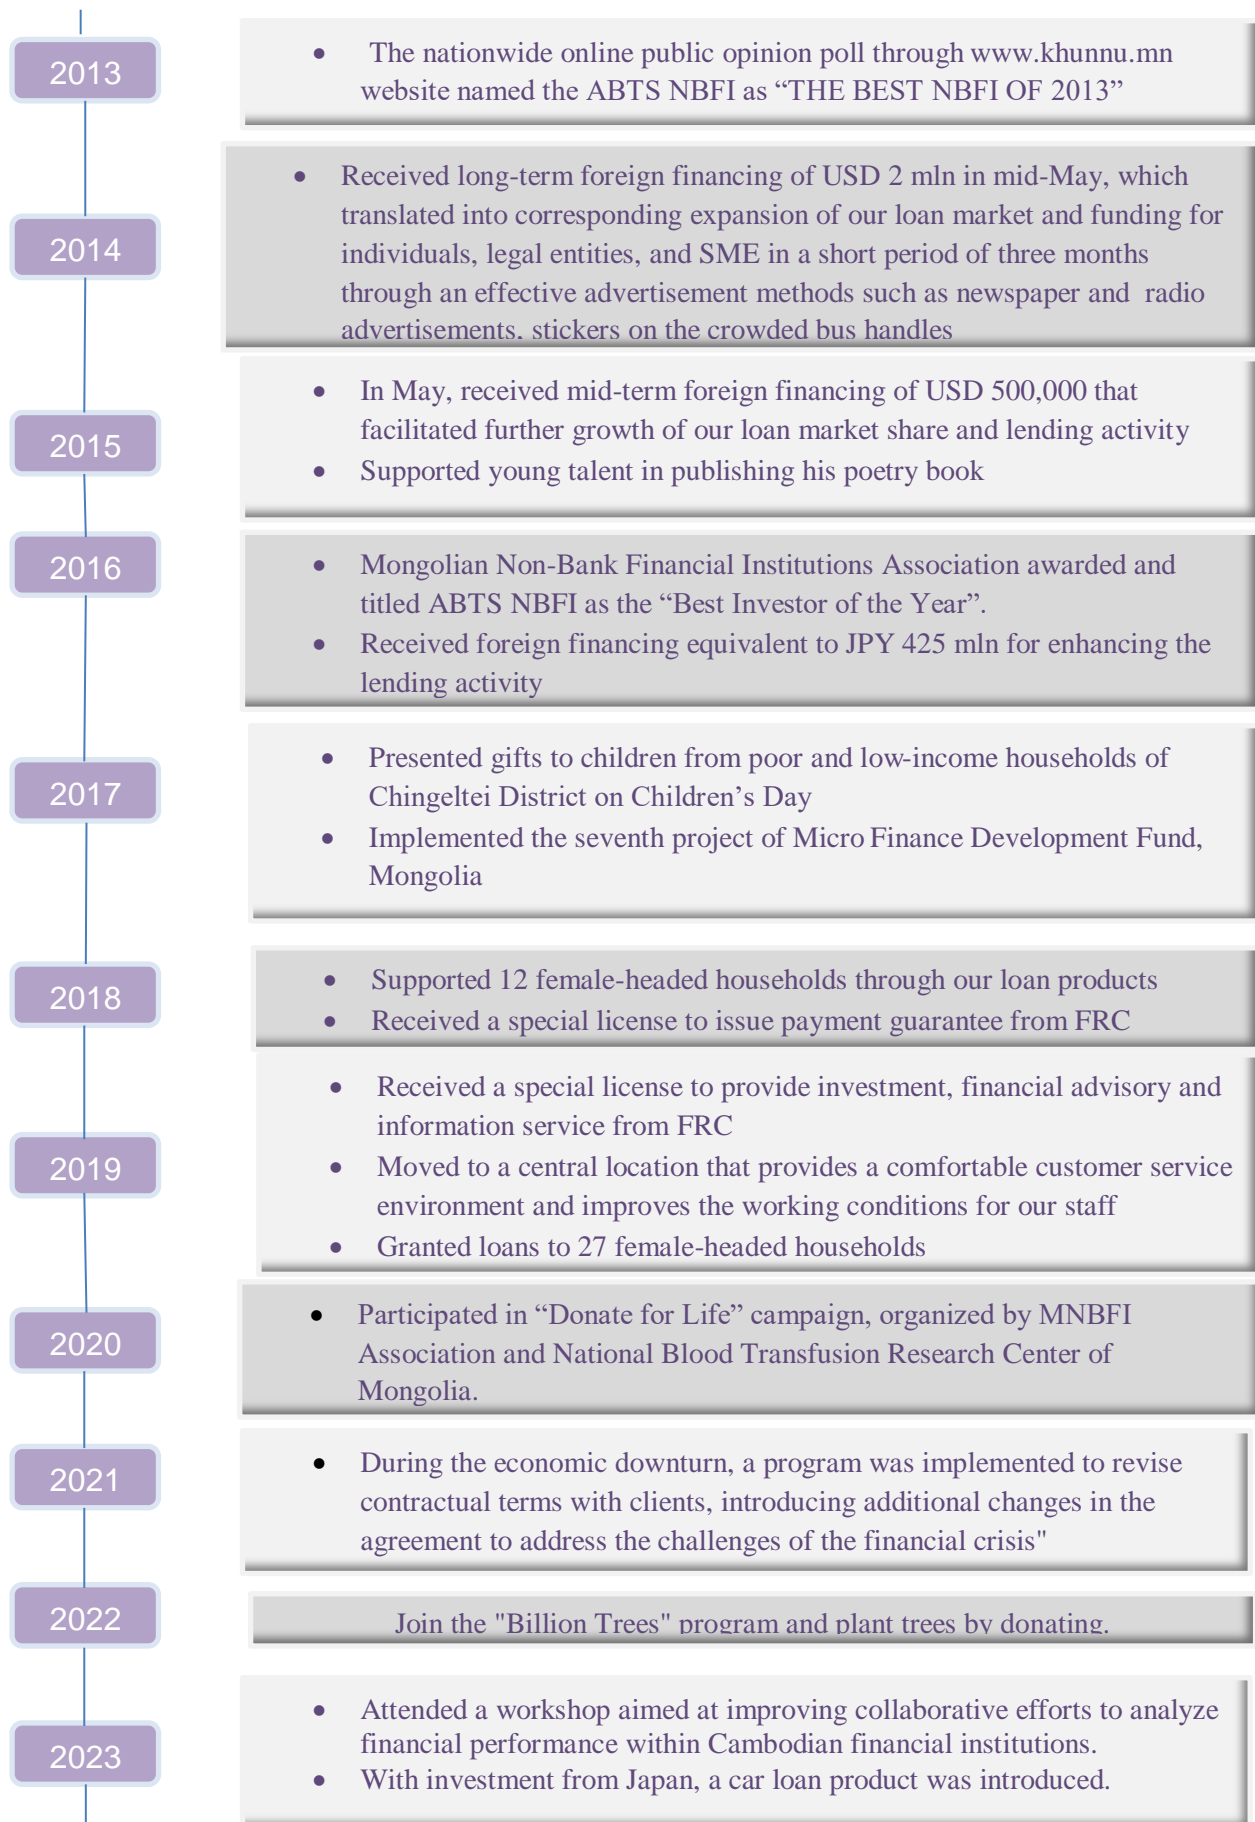 2013
• The nationwide online public opinion poll through www.khunnu.mn
website named the ABTS NBFI as “THE BEST NBFI OF 2013”
2014
• Received long-term foreign financing of USD 2 mln in mid-May, which
translated into corresponding expansion of our loan market and funding for
individuals, legal entities, and SME in a short period of three months
through an effective advertisement methods such as newspaper and radio
advertisements, stickers on the crowded bus handles
2015
• In May, received mid-term foreign financing of USD 500,000 that
facilitated further growth of our loan market share and lending activity
• Supported young talent in publishing his poetry book
2016
• Mongolian Non-Bank Financial Institutions Association awarded and
titled ABTS NBFI as the “Best Investor of the Year”.
• Received foreign financing equivalent to JPY 425 mln for enhancing the
lending activity
2017
• Presented gifts to children from poor and low-income households of
Chingeltei District on Children’s Day
• Implemented the seventh project of Micro Finance Development Fund,
Mongolia
2018
• Supported 12 female-headed households through our loan products
• Received a special license to issue payment guarantee from FRC
2019
• Received a special license to provide investment, financial advisory and
information service from FRC
• Moved to a central location that provides a comfortable customer service
environment and improves the working conditions for our staff
• Granted loans to 27 female-headed households
2020
• Participated in “Donate for Life” campaign, organized by MNBFI
Association and National Blood Transfusion Research Center of
Mongolia.
2021
• During the economic downturn, a program was implemented to revise
contractual terms with clients, introducing additional changes in the
agreement to address the challenges of the financial crisis"
2022
Join the "Billion Trees" program and plant trees by donating.
2023
• Attended a workshop aimed at improving collaborative efforts to analyze
financial performance within Cambodian financial institutions.
• With investment from Japan, a car loan product was introduced.